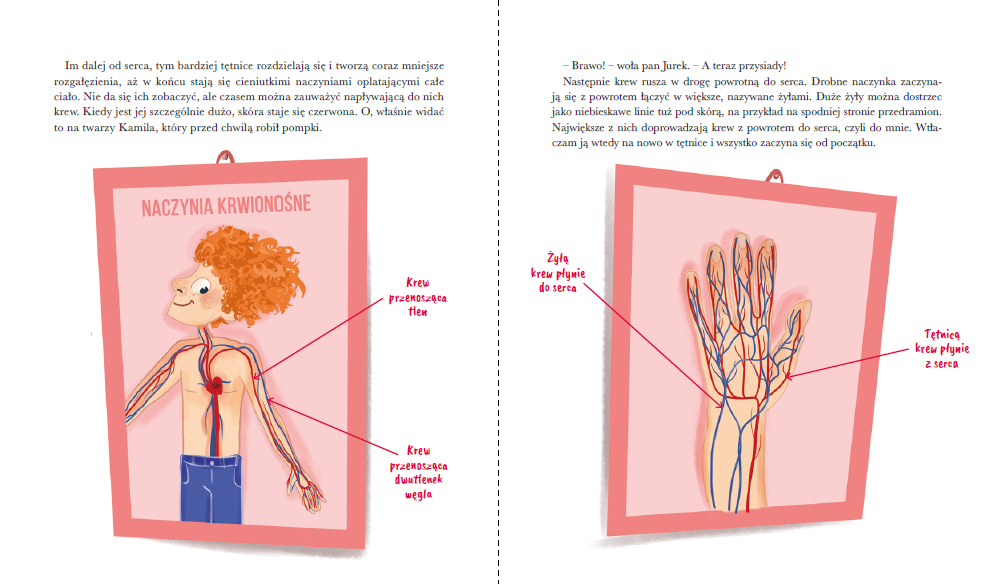 Im dalej od serca, tym bardziej tętnice rozdzielają się i tworzą coraz mniejsze
rozgałęzienia, aż w końcu stają się cieniutkimi naczyniami oplatającymi całe
ciało. Nie da się ich zobaczyć, ale czasem można zauważyć napływającą do nich
krew. Kiedy jest jej szczególnie dużo, skóra staje się czerwona. O, właśnie widać
to na twarzy Kamila, który przed chwilą robił pompki.
NACZYNIA KRWIONOŚNE
Krew
przenosząca
tlen
Krew
przenosząca
dwutlenek
węgla
– Brawo! – woła pan Jurek. – A teraz przysiady!
Następnie krew rusza w drogę powrotną do serca. Drobne naczynka zaczyna-
ją się z powrotem łączyć w większe, nazywane żyłami. Duże żyły można dostrzec
jako niebieskawe linie tuż pod skórą, na przykład na spodniej stronie przedramion.
Największe z nich doprowadzają krew z powrotem do serca, czyli do mnie. Wtła-
czam ją wtedy na nowo w tętnice i wszystko zaczyna się od początku.
Żyłą
krew płynie
do serca
Tętnicą
krew płynie
z serca